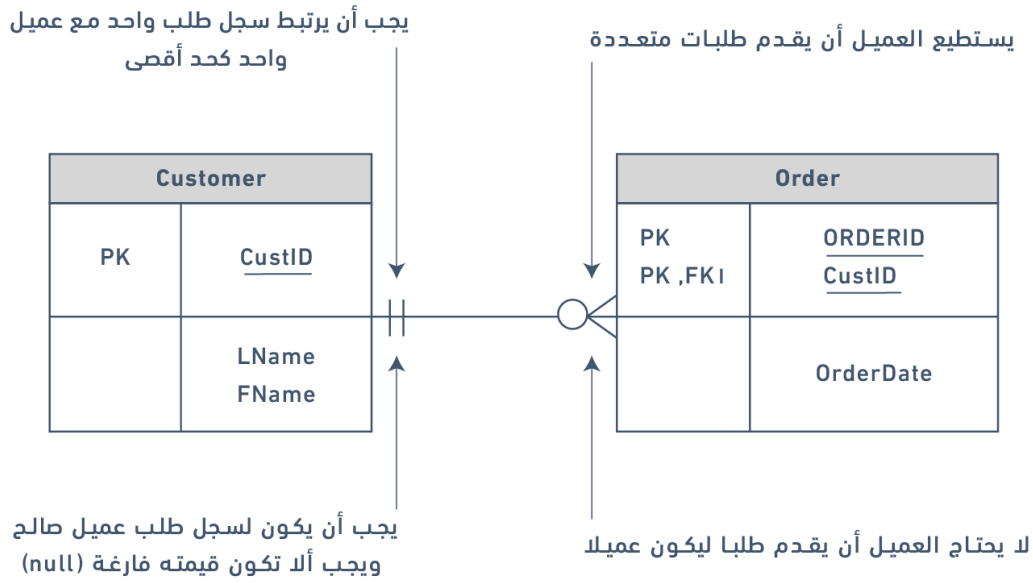 يجب أن يرتبط سجل طلب واحد مع عميل
واحد كحد أقصى
يستطيع العميل أن يقدم طلبات متعددة
Customer
PK
CustID
LName
FName
Order
PK
ORDERID
PK ,FK1
CustID
OrderDate
يجب أن يكون لسجل طلب عميل صالح
ويجب ألا تكون قيمته فارغة (null)
لا يحتاج العميل أن يقدم طلبا ليكون عميلا